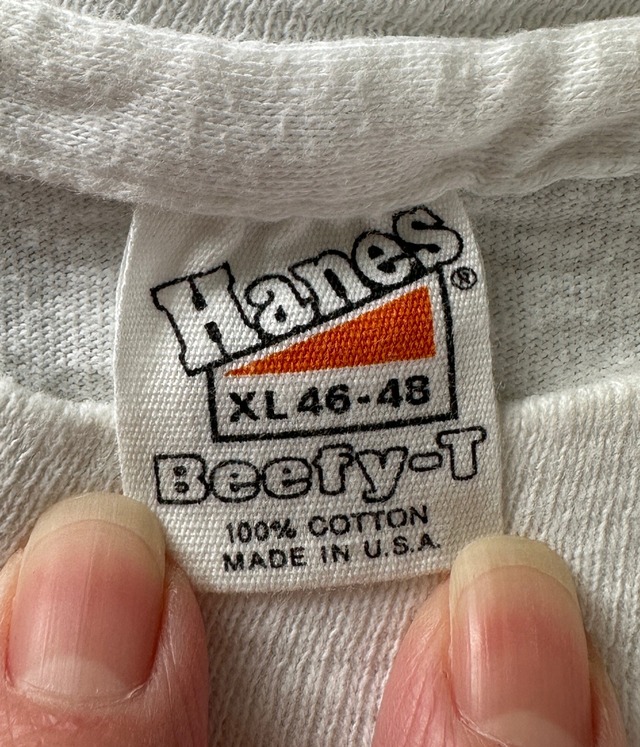 Hanes®
XL 46-48
Beefy-T
100% COTTON
MADE IN U.S.A.